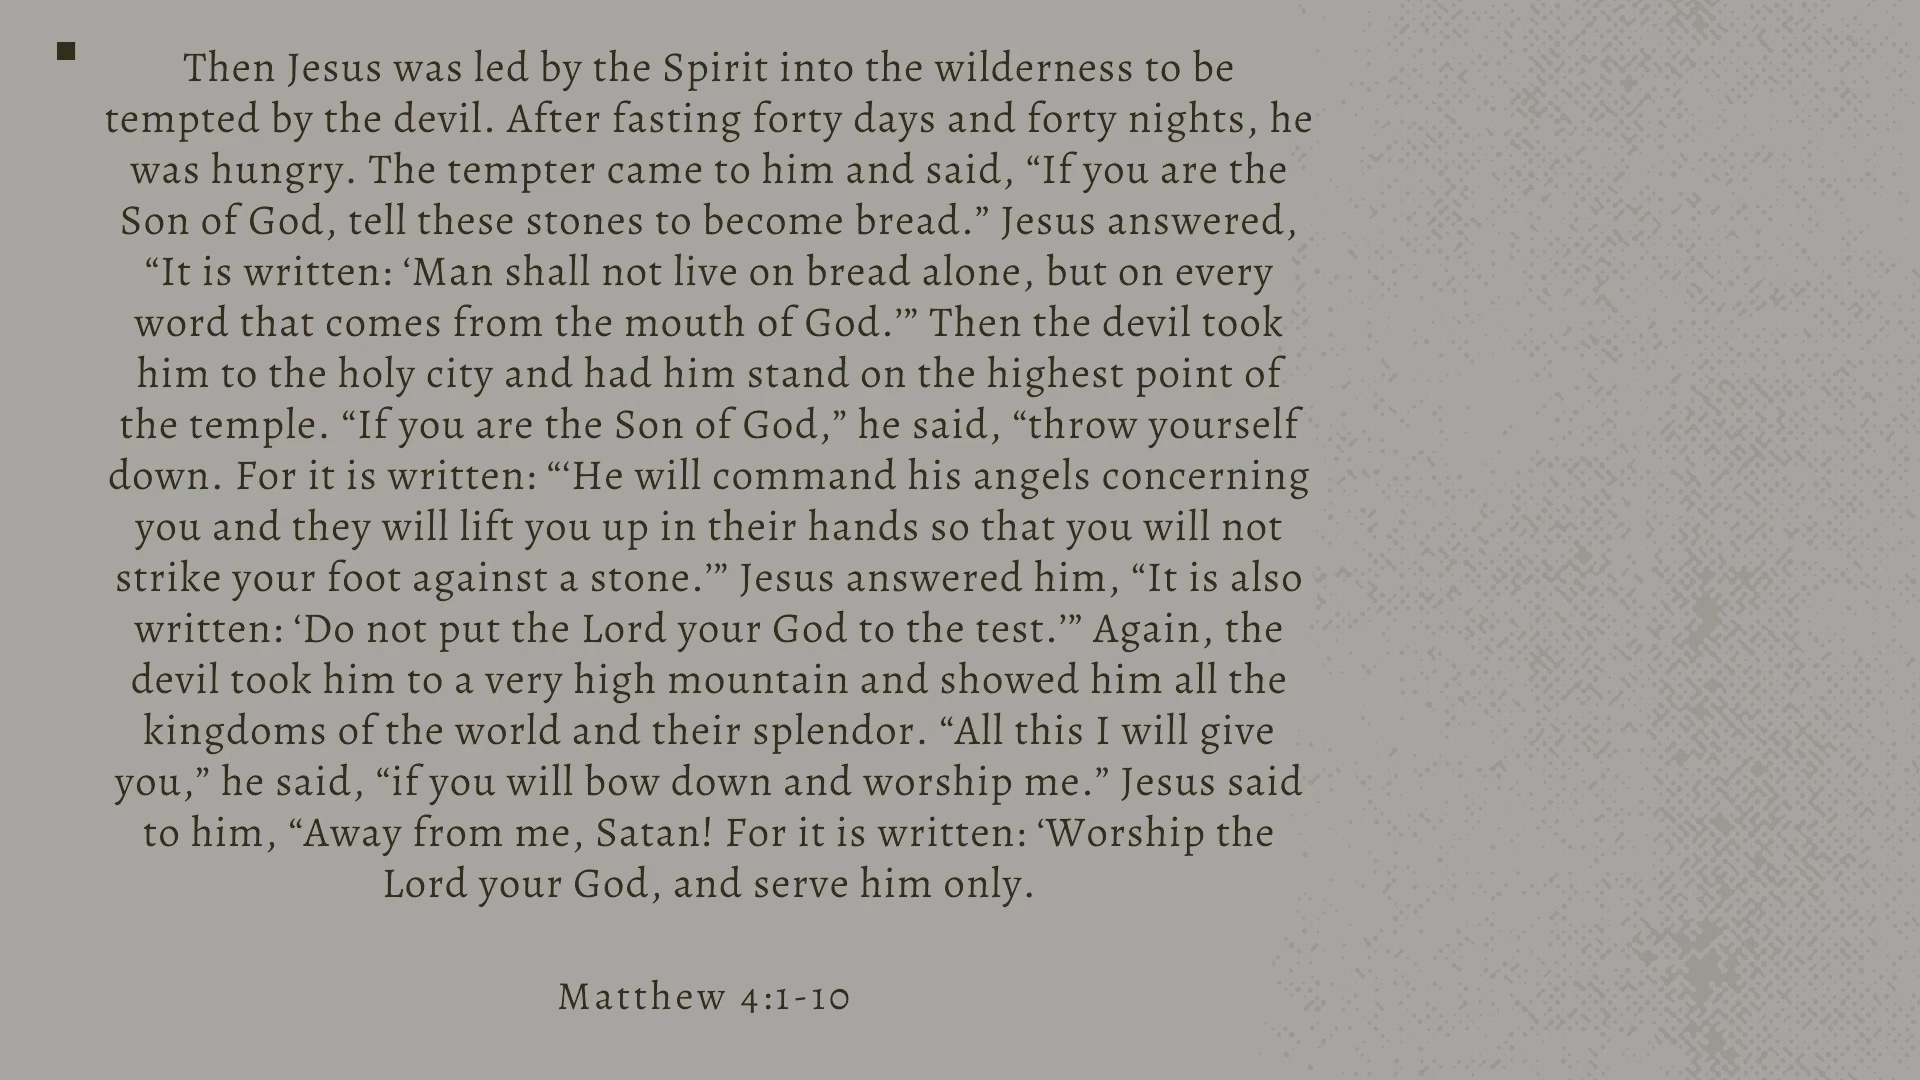 Then Jesus was led by the Spirit into the wilderness to be
tempted by the devil. After fasting forty days and forty nights, he
was hungry. The tempter came to him and said, “If you are the
Son of God, tell these stones to become bread.” Jesus answered,
“It is written: ‘Man shall not live on bread alone, but on every
word that comes from the mouth of God.’” Then the devil took
him to the holy city and had him stand on the highest point of
the temple. “If you are the Son of God,” he said, “throw yourself
down. For it is written: “‘He will command his angels concerning
you and they will lift you up in their hands so that you will not
strike your foot against a stone.’” Jesus answered him, “It is also
written: ‘Do not put the Lord your God to the test.’” Again, the
devil took him to a very high mountain and showed him all the
kingdoms of the world and their splendor. “All this I will give
you,” he said, “if you will bow down and worship me.” Jesus said
to him, “Away from me, Satan! For it is written: ‘Worship the
Lord your God, and serve him only.
Matthew 4:1-10